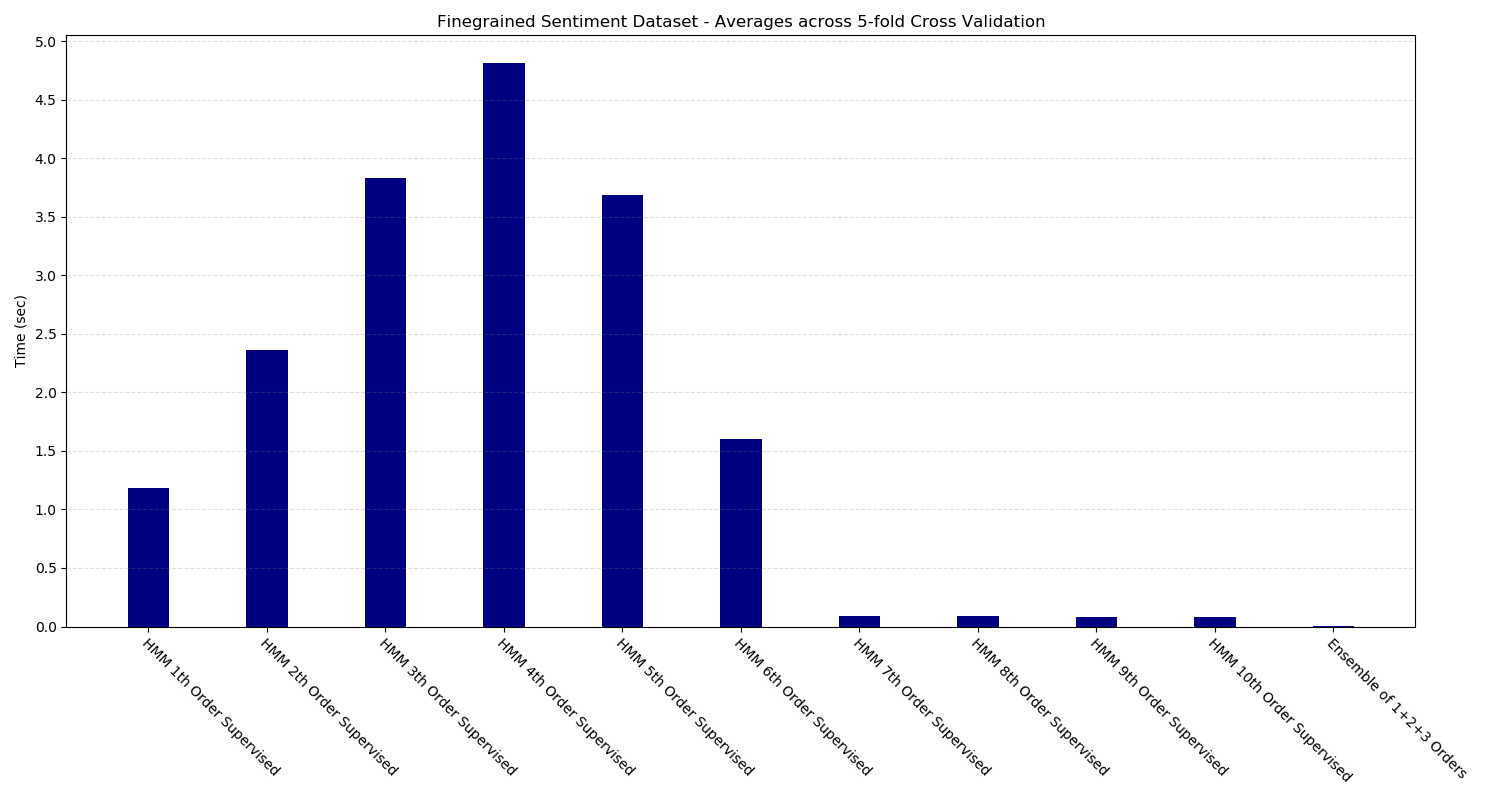 Finegrained Sentiment Dataset - Averages across 5-fold Cross Validation
5.0
4.5
4.0
3.5
3.0
2.5
2.0
1.5
1.0
0.5
0.0
Time (sec)
HMM 1th Order Supervised
HMM 2th Order Supervised
HMM 3th Order Supervised
HMM 4th Order Supervised
HMM 5th Order Supervised
HMM 6th Order Supervised
HMM 7th Order Supervised
HMM 8th Order Supervised
HMM 9th Order Supervised
HMM 10th Order Supervised
Ensemble of 1+2+3 Orders